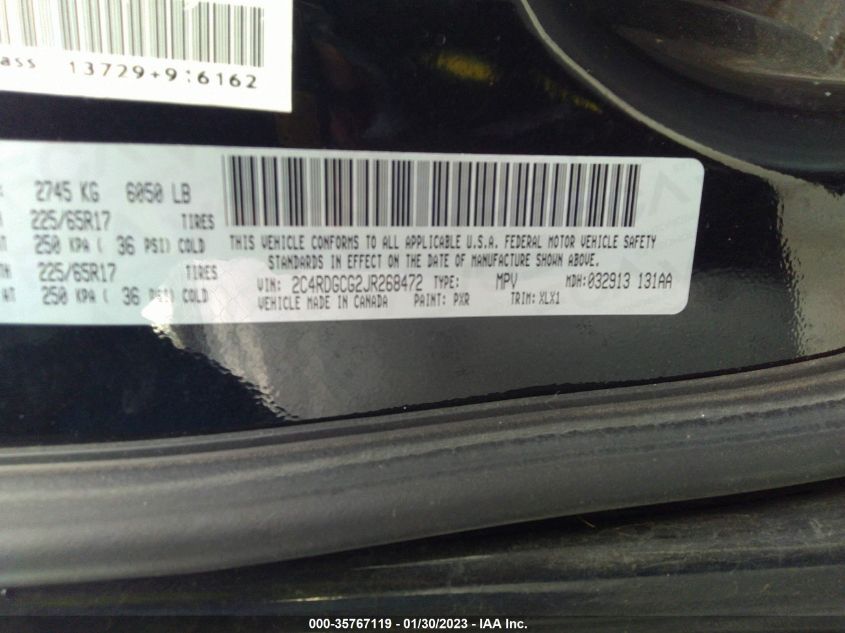 ass 13729+9:6162
2745 KG 6050 LB
225/65R17 TIRES
250 KPA ( 36 PSI) COLD
225/65R17 TIRES
AT 250 KPA ( 36 PSI) COLD
THIS VEHICLE CONFORMS TO ALL APPLICABLE U.S.A. FEDERAL MOTOR VEHICLE SAFETY
STANDARDS IN EFFECT ON THE DATE OF MANUFACTURE SHOWN ABOVE.
VIN: 2C4RDGCG2JR268472 TYPE: MPV MDH:032913 131AA
VEHICLE MADE IN CANADA PAINT: PXR TRIM: XLX1
000-35767119 - 01/30/2023 - IAA Inc.